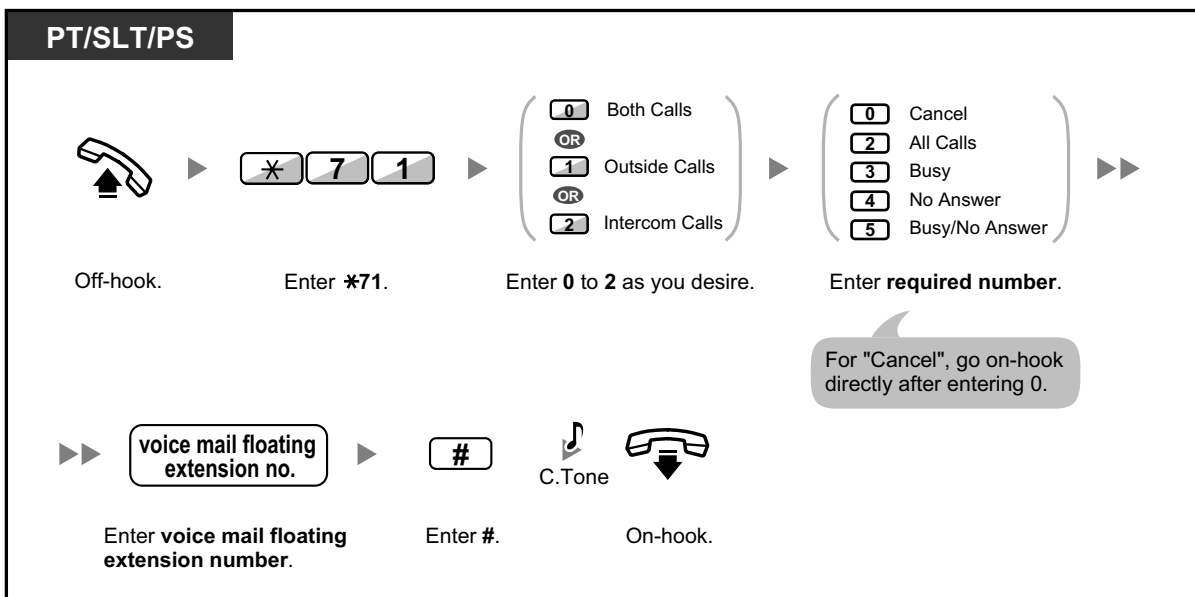 PT/SLT/PS
0 Both Calls
OR
1 Outside Calls
OR
2 Intercom Calls
0 Cancel
2 All Calls
3 Busy
4 No Answer
5 Busy/No Answer
* 7 1
Off-hook.
Enter *71.
Enter 0 to 2 as you desire.
Enter required number.
For "Cancel", go on-hook
directly after entering 0.
voice mail floating
extension no.
#
C.Tone
Enter voice mail floating
extension number.
Enter #.
On-hook.